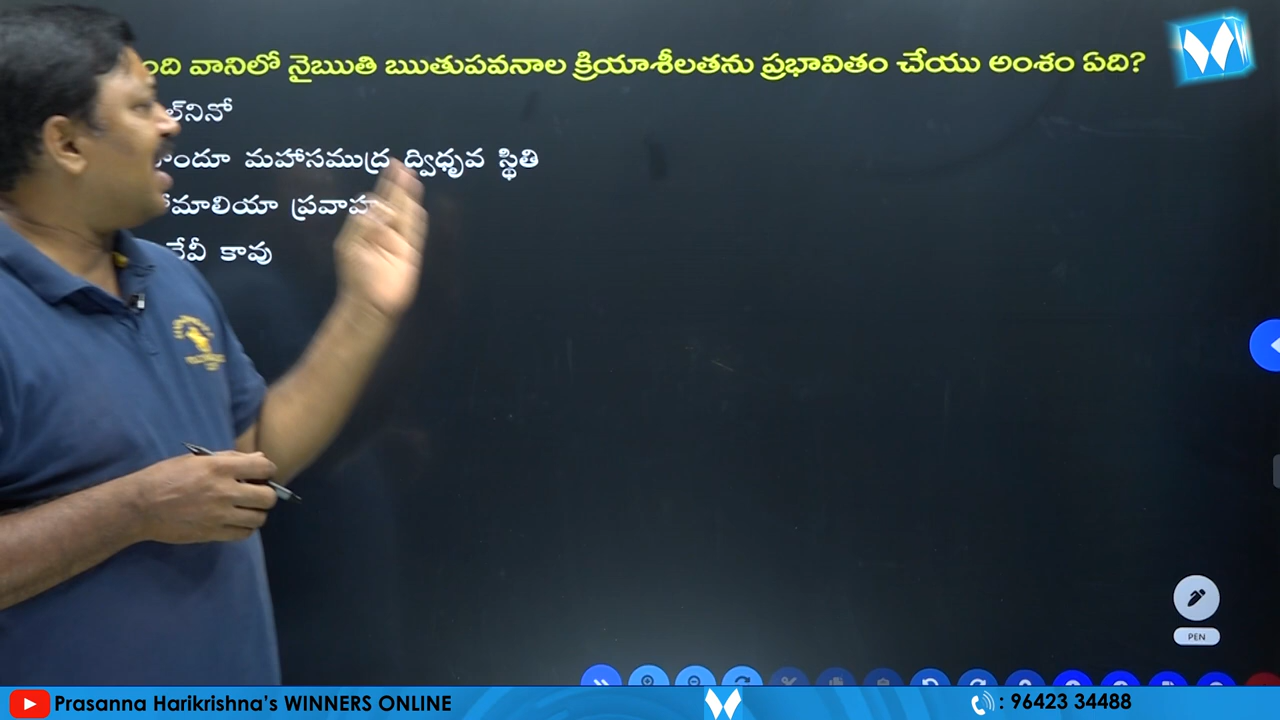 వానిలో నైఋతి ఋతుపవనాల క్రియాశీలతను ప్రభావితం చేయు అంశం ఏది?
మహాసముద్ర ద్విధృవ స్థితి
ప్రవాహ
కావు
PEN
Prasanna Harikrishna's WINNERS ONLINE
: 96423 34488